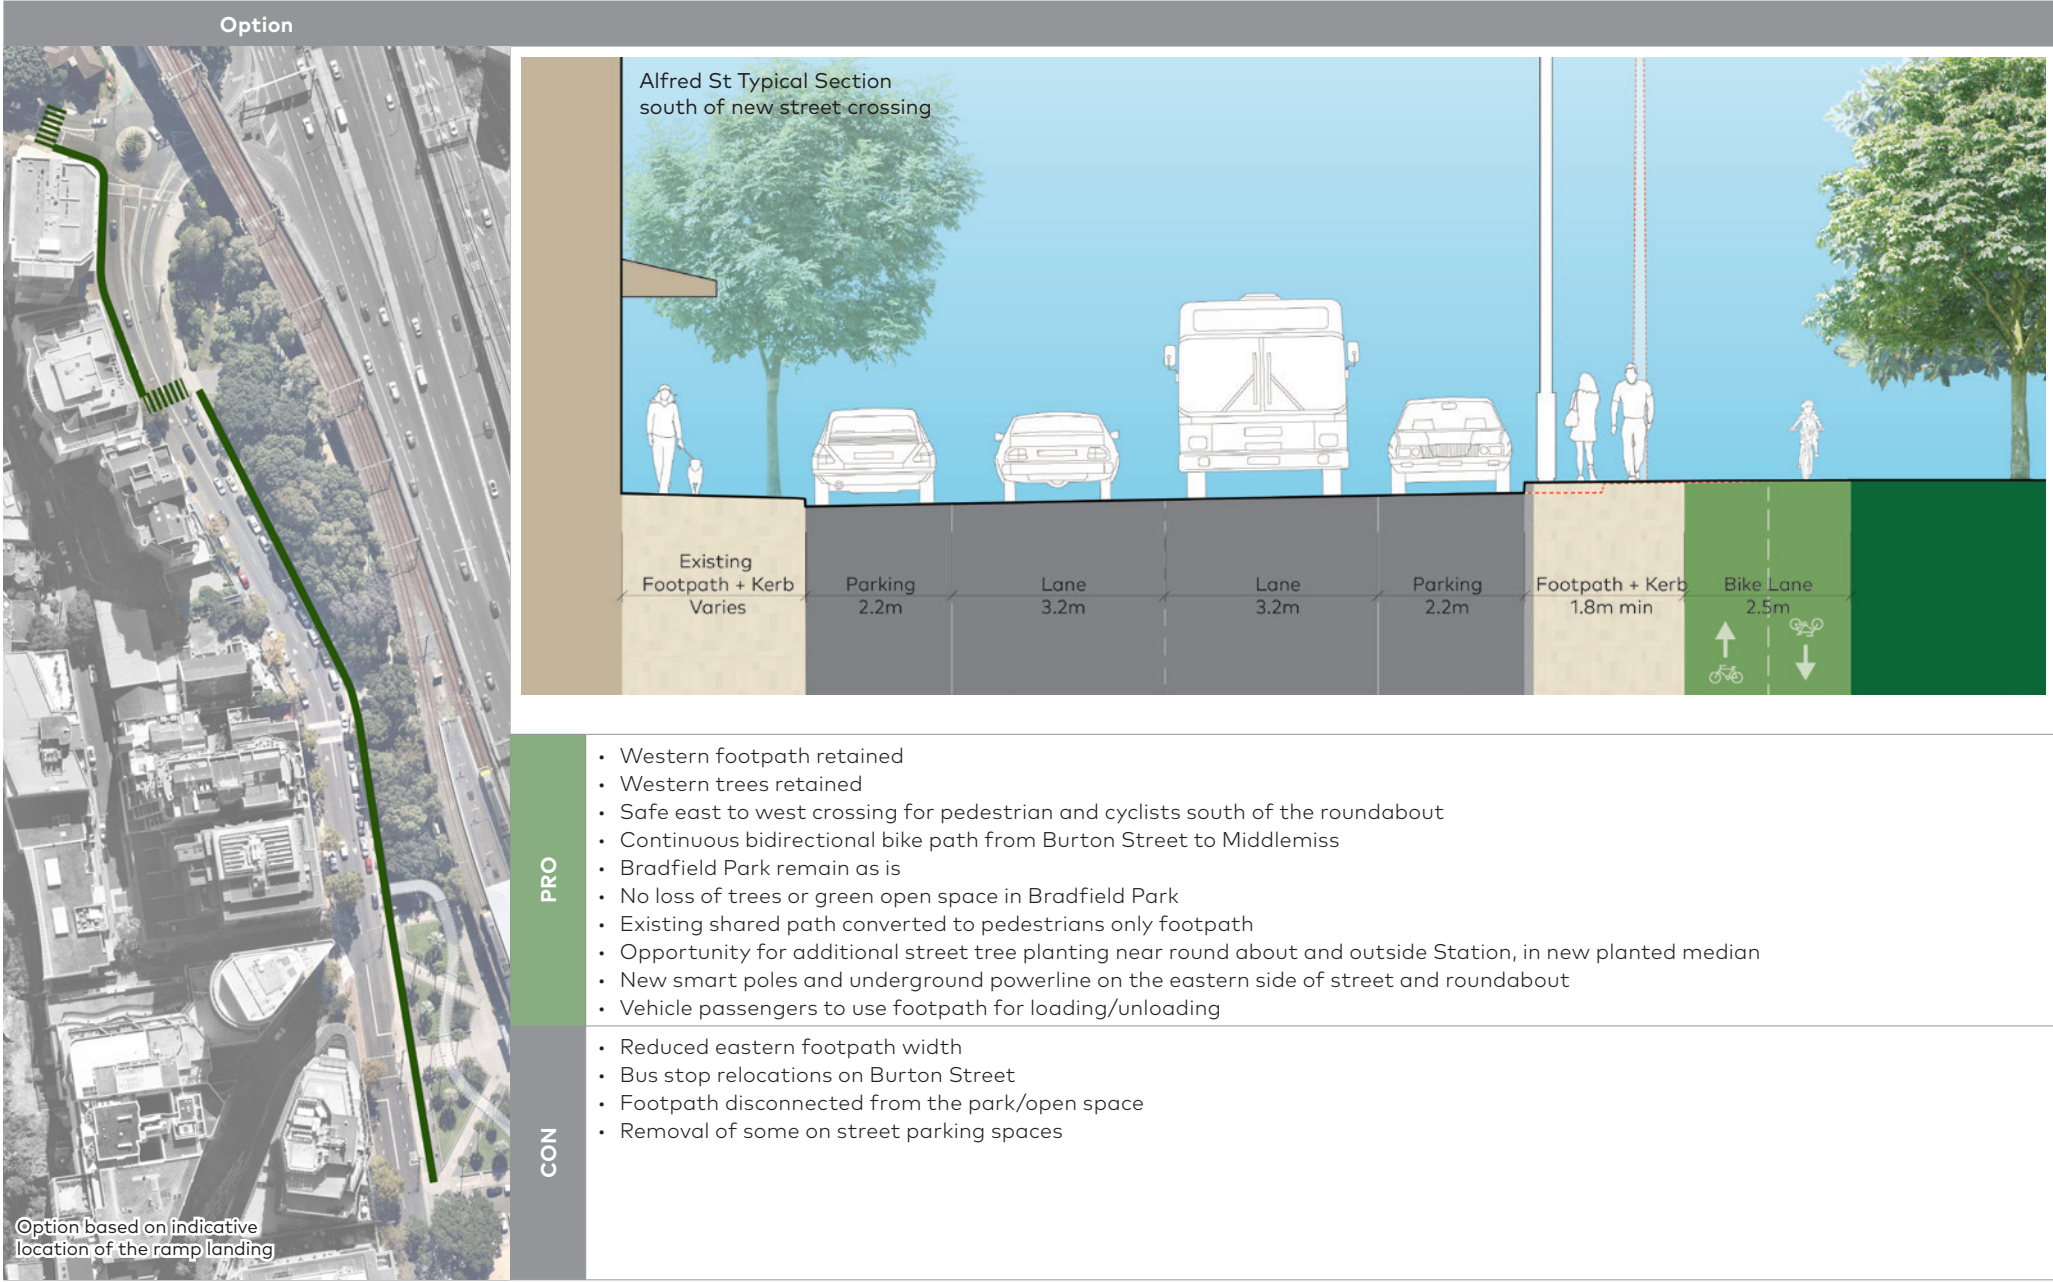 Option
Alfred St Typical Section
south of new street crossing
Existing
Footpath + Kerb
Varies
Parking
2.2m
Lane
3.2m
Lane
3.2m
Parking
2.2m
Footpath + Kerb
1.8m min
Bike Lane
2.5m
Option based on indicative
location of the ramp landing
PRO
• Western footpath retained
• Western trees retained
• Safe east to west crossing for pedestrian and cyclists south of the roundabout
• Continuous bidirectional bike path from Burton Street to Middlemiss
• Bradfield Park remain as is
• No loss of trees or green open space in Bradfield Park
• Existing shared path converted to pedestrians only footpath
• Opportunity for additional street tree planting near round about and outside Station, in new planted median
• New smart poles and underground powerline on the eastern side of street and roundabout
• Vehicle passengers to use footpath for loading/unloading
CON
• Reduced eastern footpath width
• Bus stop relocations on Burton Street
• Footpath disconnected from the park/open space
• Removal of some on street parking spaces